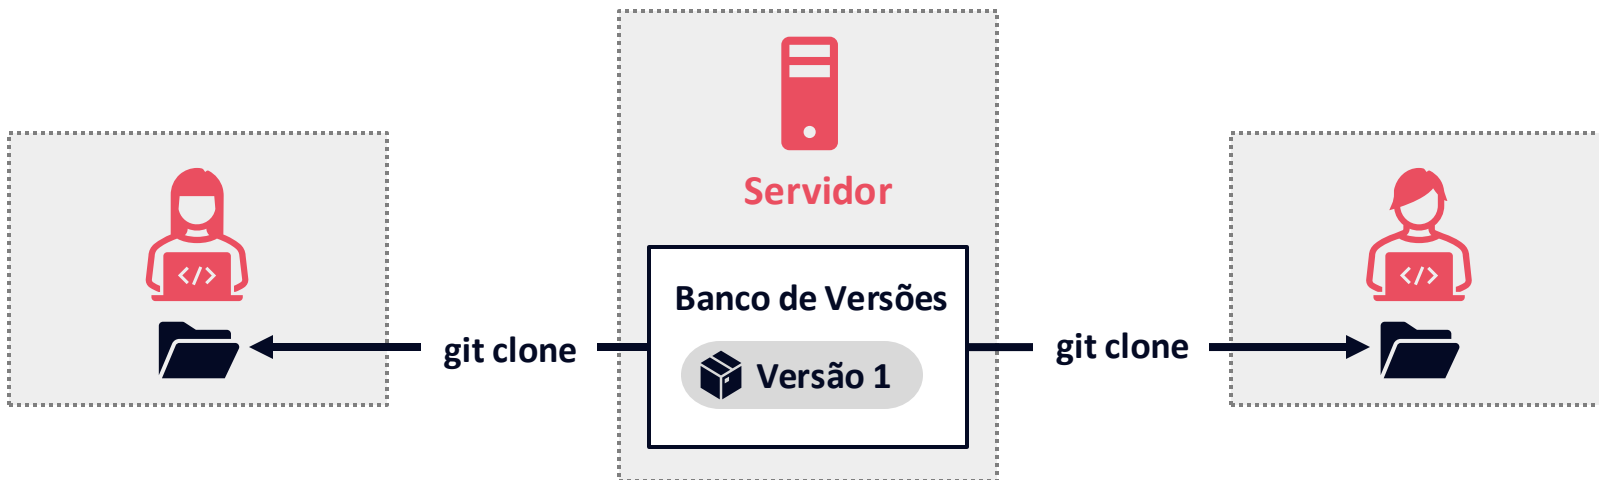 Servidor
Banco de Versões
git clone
Versão 1
git clone
</>
</>